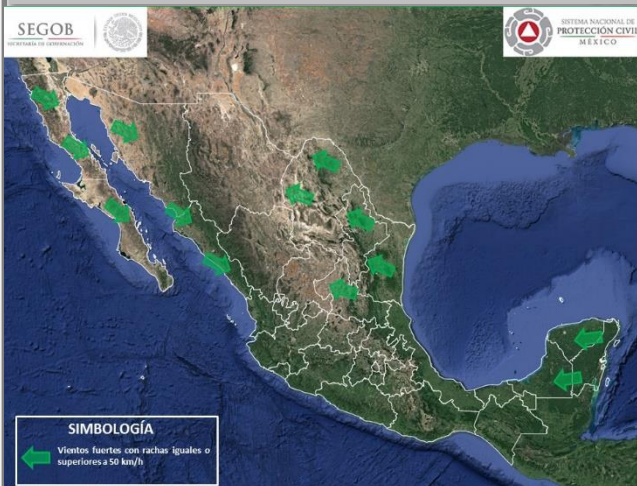 SEGOB
SECRETARÍA DE GOBERNACIÓN
SISTEMA NACIONAL DE
PROTECCIÓN CIVIL
MÉXICO
SIMBOLOGÍA
Vientos fuertes con rachas iguales o
superiores a 50 km/h